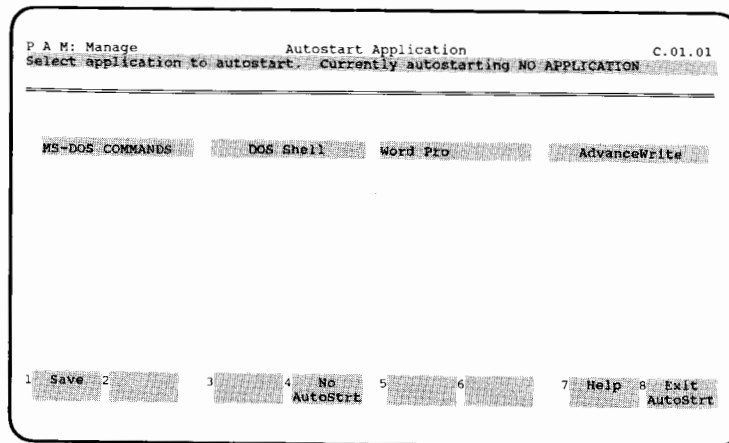 P A M: Manage Autostart Application C.01.01
Select application to autostart. Currently autostarting NO APPLICATION
MS-DOS COMMANDS DOS Shell Word Pro AdvanceWrite
1 Save 2 3 4 No 5 6 7 Help 8 Exit
AutoStrt AutoStrt